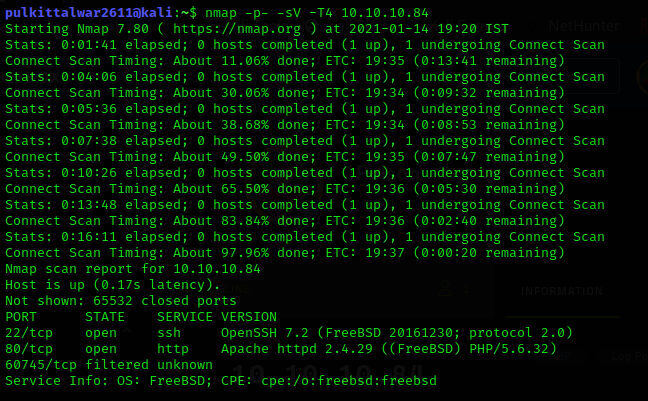 pulkittalwar2611@kali:~$ nmap -p- -sV -T4 10.10.10.84
Starting Nmap 7.80 ( https://nmap.org ) at 2021-01-14 19:20 IST
Stats: 0:01:41 elapsed; 0 hosts completed (1 up), 1 undergoing Connect Scan
Connect Scan Timing: About 11.06% done; ETC: 19:35 (0:13:41 remaining)
Stats: 0:04:06 elapsed; 0 hosts completed (1 up), 1 undergoing Connect Scan
Connect Scan Timing: About 30.06% done; ETC: 19:34 (0:09:32 remaining)
Stats: 0:05:36 elapsed; 0 hosts completed (1 up), 1 undergoing Connect Scan
Connect Scan Timing: About 38.68% done; ETC: 19:34 (0:08:53 remaining)
Stats: 0:07:38 elapsed; 0 hosts completed (1 up), 1 undergoing Connect Scan
Connect Scan Timing: About 49.50% done; ETC: 19:35 (0:07:47 remaining)
Stats: 0:10:26 elapsed; 0 hosts completed (1 up), 1 undergoing Connect Scan
Connect Scan Timing: About 65.50% done; ETC: 19:36 (0:05:30 remaining)
Stats: 0:13:48 elapsed; 0 hosts completed (1 up), 1 undergoing Connect Scan
Connect Scan Timing: About 83.84% done; ETC: 19:36 (0:02:40 remaining)
Stats: 0:16:11 elapsed; 0 hosts completed (1 up), 1 undergoing Connect Scan
Connect Scan Timing: About 97.96% done; ETC: 19:37 (0:00:20 remaining)
Nmap scan report for 10.10.10.84
Host is up (0.17s latency).
Not shown: 65532 closed ports
PORT STATE SERVICE VERSION
22/tcp open ssh OpenSSH 7.2 (FreeBSD 20161230; protocol 2.0)
80/tcp open http Apache httpd 2.4.29 ((FreeBSD) PHP/5.6.32)
60745/tcp filtered unknown
Service Info: OS: FreeBSD; CPE: cpe:/o:freebsd:freebsd
NetHunter
INFORMATION